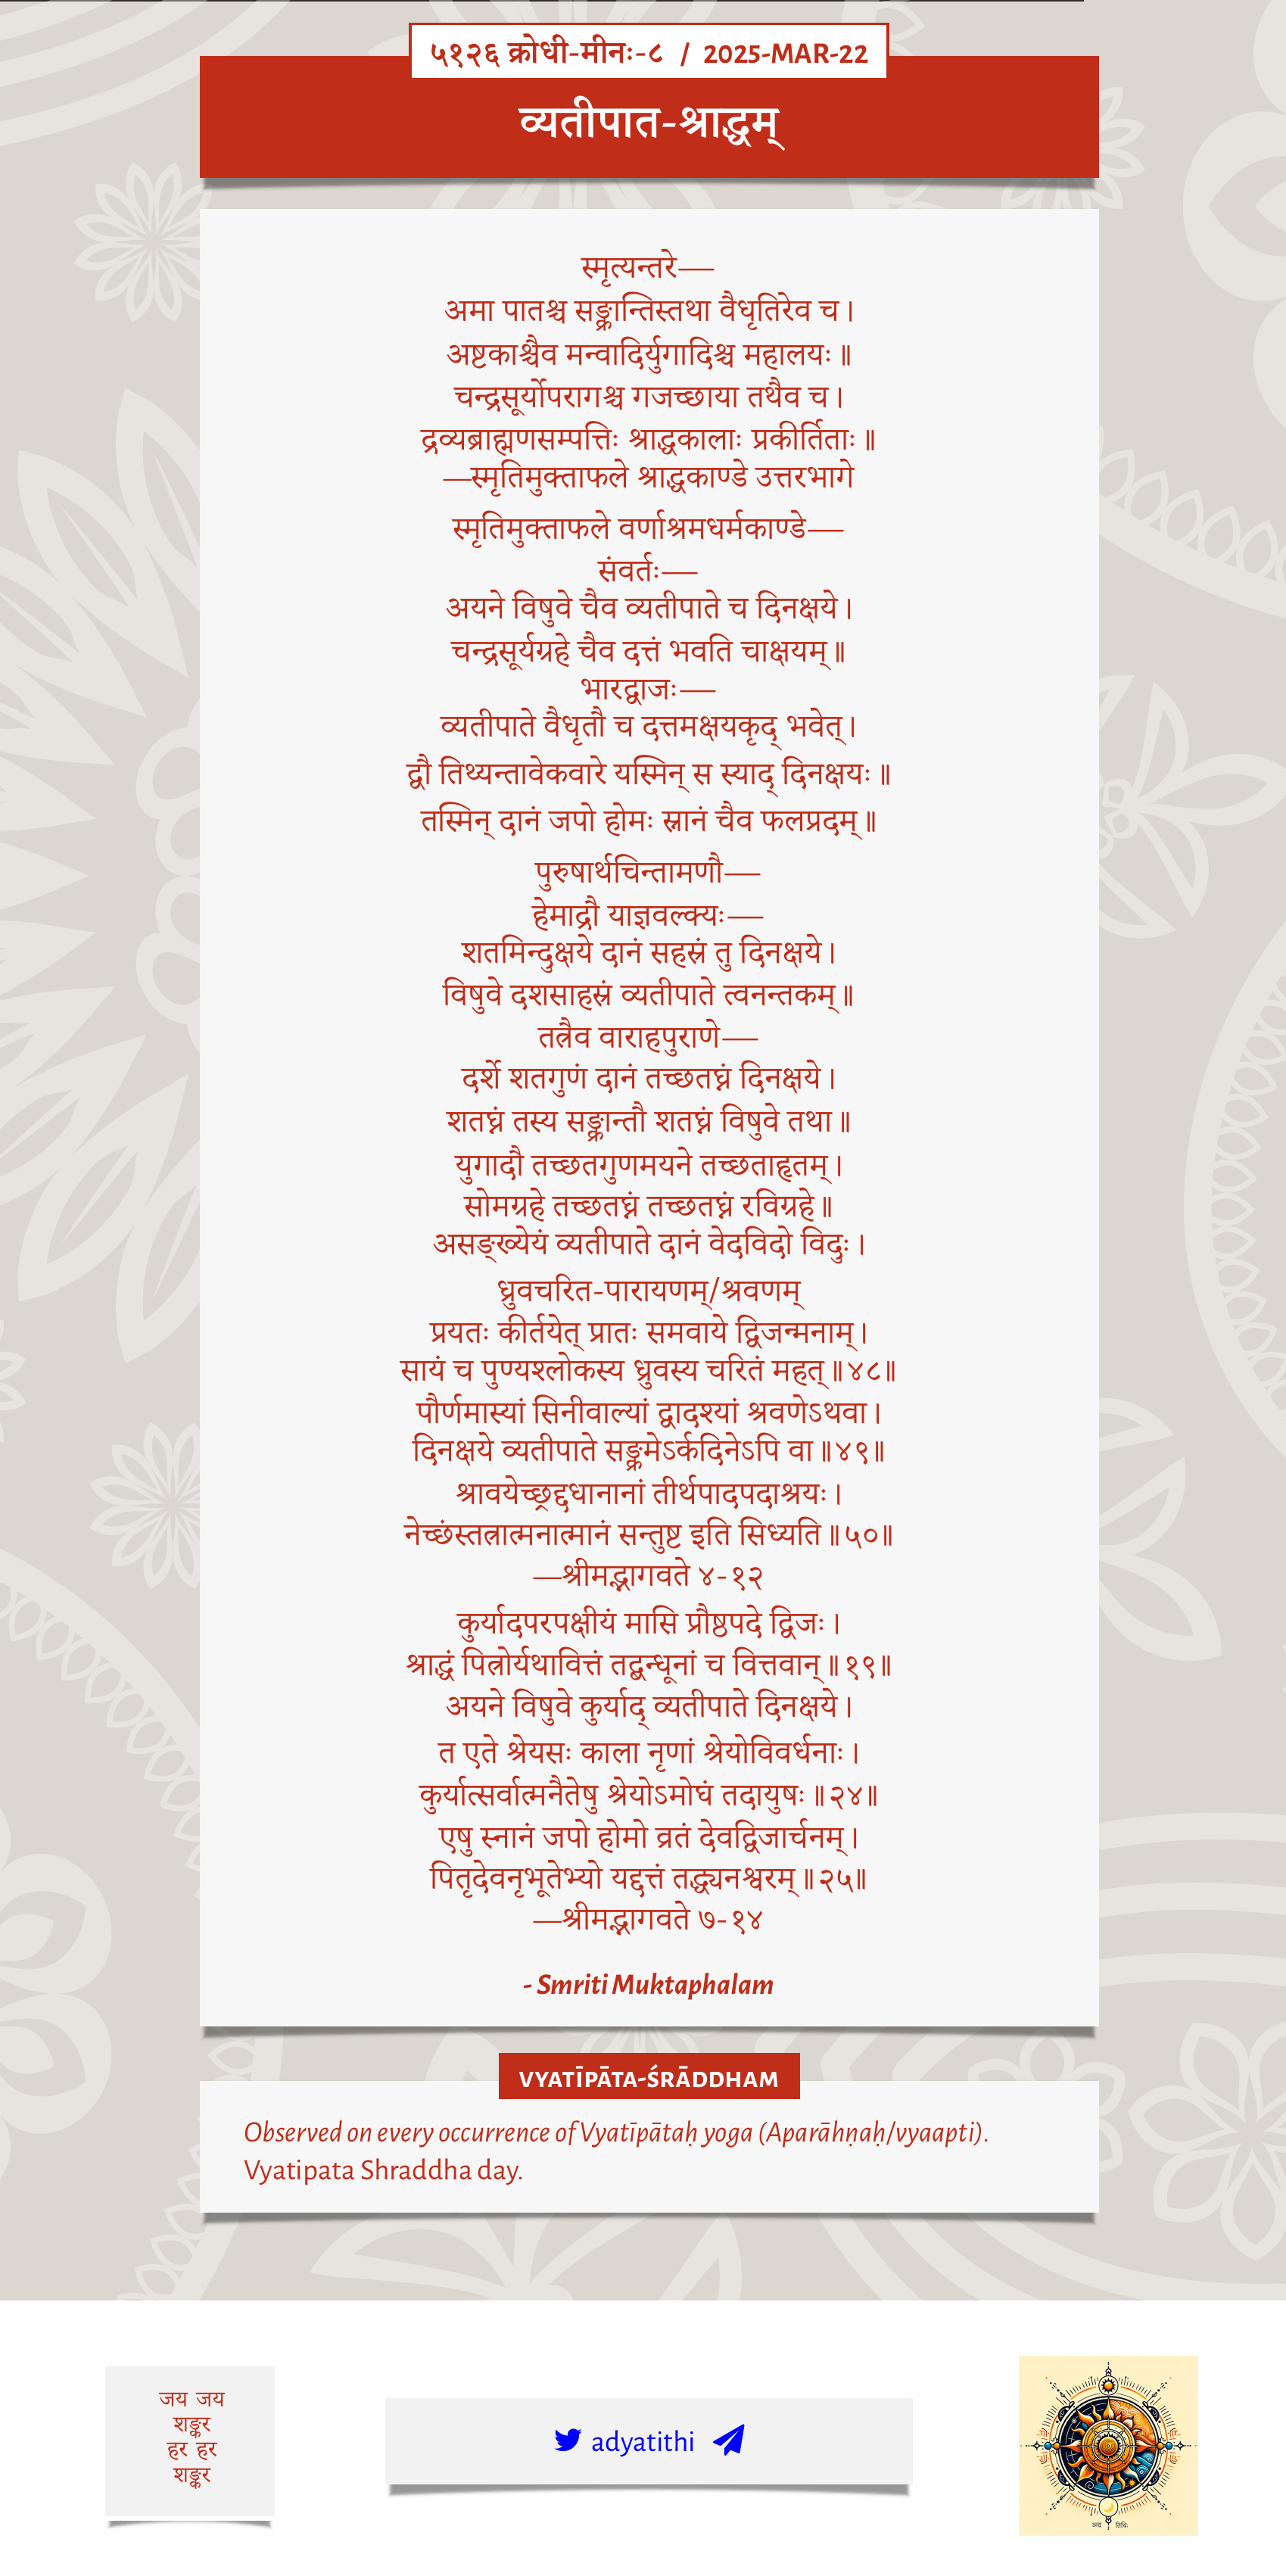 ५१२६ क्रोधी-मीनः-८ / 2025-MAR-22
व्यतीपात-श्राद्धम्
स्मृत्यन्तरे—
अमा पातश्च सङ्क्रान्तिस्तथा वैधृतिरेव च।
अष्टकाश्चैव मन्वादिर्युगादिश्च महालयः॥
चन्द्रसूर्योपरागश्च गजच्छाया तथैव च।
द्रव्यब्राह्मणसम्पत्तिः श्राद्धकालाः प्रकीर्तिताः॥
—स्मृतिमुक्ताफले श्राद्धकाण्डे उत्तरभागे
स्मृतिमुक्ताफले वर्णाश्रमधर्मकाण्डे—
संवर्तः—
अयने विषुवे चैव व्यतीपाते च दिनक्षये।
चन्द्रसूर्यग्रहे चैव दत्तं भवति चाक्षयम्॥
भारद्वाजः—
व्यतीपाते वैधृतौ च दत्तमक्षयकृद् भवेत्।
द्वौ तिथ्यन्तावेकवारे यस्मिन् स स्याद् दिनक्षयः॥
तस्मिन् दानं जपो होमः स्नानं चैव फलप्रदम्॥
पुरुषार्थचिन्तामणौ—
हेमाद्रौ याज्ञवल्क्यः—
शतमिन्दुक्षये दानं सहस्रं तु दिनक्षये।
विषुवे दशसाहस्रं व्यतीपाते त्वनन्तकम्॥
तत्रैव वाराहपुराणे—
दर्शे शतगुणं दानं तच्छतघ्नं दिनक्षये।
शतघ्नं तस्य सङ्क्रान्तौ शतघ्नं विषुवे तथा॥
युगादौ तच्छतगुणमयने तच्छताहृतम्।
सोमग्रहे तच्छतघ्नं तच्छतघ्नं रविग्रहे॥
असङ्ख्येयं व्यतीपाते दानं वेदविदो विदुः।
ध्रुवचरित-पारायणम्/श्रवणम्
प्रयतः कीर्तयेत् प्रातः समवाये द्विजन्मनाम्।
सायं च पुण्यश्लोकस्य ध्रुवस्य चरितं महत्॥४८॥
पौर्णमास्यां सिनीवाल्यां द्वादश्यां श्रवणेऽथवा।
दिनक्षये व्यतीपाते सङ्क्रमेऽर्कदिनेऽपि वा॥४९॥
श्रावयेच्छ्रद्दधानानां तीर्थपादपदाश्रयः।
नेच्छंस्तत्रात्मनात्मानं सन्तुष्ट इति सिध्यति॥५०॥
—श्रीमद्भागवते ४-१२
कुर्यादपरपक्षीयं मासि प्रौष्ठपदे द्विजः।
श्राद्धं पित्रोर्यथावित्तं तद्बन्धूनां च वित्तवान्॥१९॥
अयने विषुवे कुर्याद् व्यतीपाते दिनक्षये।
त एते श्रेयसः काला नृणां श्रेयोविवर्धनाः।
कुर्यात्सर्वात्मनैतेषु श्रेयोऽमोघं तदायुषः॥२४॥
एषु स्नानं जपो होमो व्रतं देवद्विजार्चनम्।
पितृदेवनृभूतेभ्यो यद्दत्तं तद्ध्यनश्वरम्॥२५॥
—श्रीमद्भागवते ७-१४
- Smriti Muktaphalam
VYATĪPĀTA-ŚRĀDDHAM
Observed on every occurrence of Vyatīpātaḥ yoga (Aparāhṇaḥ/vyaapti).
Vyatipata Shraddha day.
जय जय
शङ्कर
हर हर
शङ्कर
adyatithi
अद्य तिथिः